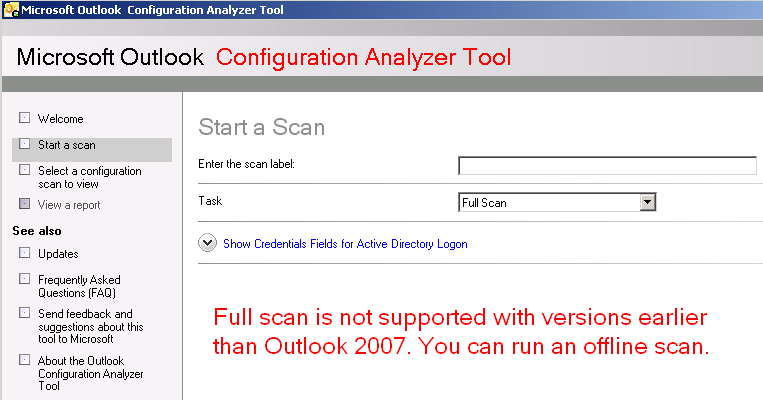 Microsoft Outlook  Configuration Analyzer Tool
Microsoft Outlook  Configuration Analyzer Tool
Welcome
Start a scan
Select a configuration
scan to view
View a report
See also
Updates
Frequently Asked
Questions (FAQ)
Send feedback and
suggestions about this
tool to Microsoft
About the Outlook
Configuration Analyzer
Tool
Start a Scan
Enter the scan label:
Task
Full Scan
Show Credentials Fields for Active Directory Logon
Full scan is not supported with versions earlier
than Outlook 2007. You can run an offline scan.